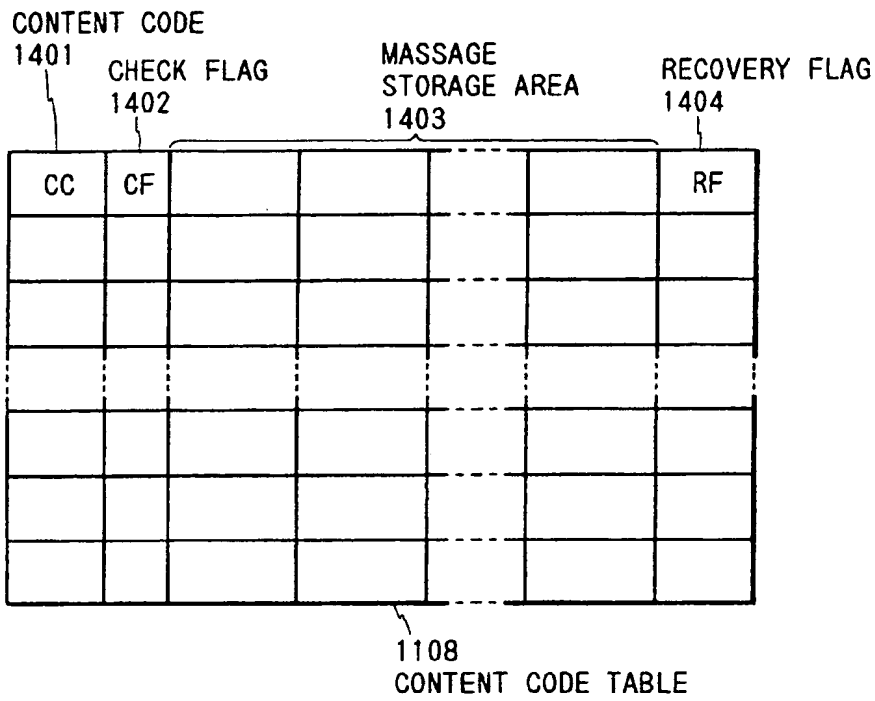 CONTENT CODE
1401
CHECK FLAG
1402
MASSAGE
STORAGE AREA
1403
RECOVERY FLAG
1404
CC
CF
RF
1108
CONTENT CODE TABLE